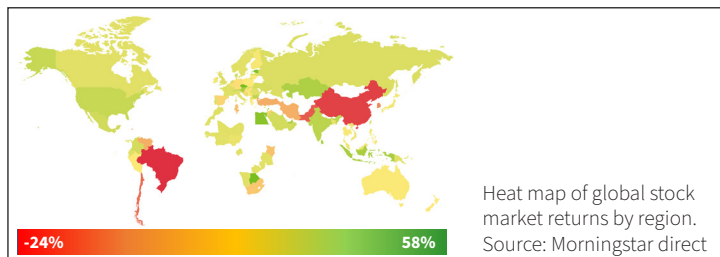 Heat map of global stock
market returns by region.
Source: Morningstar direct
-24% 58%